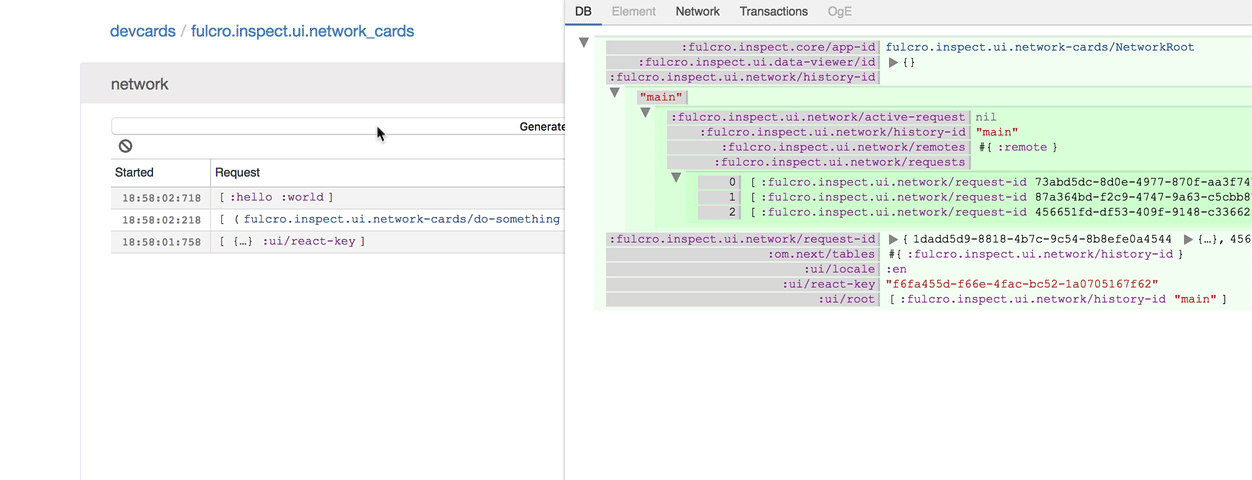 devcards / fulcro.inspect.ui.network_cards
network
Generate
Started Request
18:58:02:718 [ :hello :world ]
18:58:02:218 [ ( fulcro.inspect.ui.network-cards/do-something
18:58:01:758 [ {…} :ui/react-key ]
DB Element Network Transactions OgE
:fulcro.inspect.core/app-id fulcro.inspect.ui.network-cards/NetworkRoot
:fulcro.inspect.ui.data-viewer/id ▶ {}
:fulcro.inspect.ui.network/history-id
"main"
:fulcro.inspect.ui.network/active-request nil
:fulcro.inspect.ui.network/history-id "main"
:fulcro.inspect.ui.network/remotes #{ :remote }
:fulcro.inspect.ui.network/requests
0 [ :fulcro.inspect.ui.network/request-id 73abd5dc-8d0e-4977-870f-aa3f74
1 [ :fulcro.inspect.ui.network/request-id 87a364bd-f2c9-4747-9a63-c5cbb8
2 [ :fulcro.inspect.ui.network/request-id 456651fd-df53-409f-9148-c33662
:fulcro.inspect.ui.network/request-id ▶ { 1dadd5d9-8818-4b7c-9c54-8b8efe0a4544 ▶ {…}, 456
:om.next/tables #{ :fulcro.inspect.ui.network/history-id }
:ui/locale :en
:ui/react-key "f6fa455d-f66e-4fac-bc52-1a0705167f62"
:ui/root [ :fulcro.inspect.ui.network/history-id "main" ]